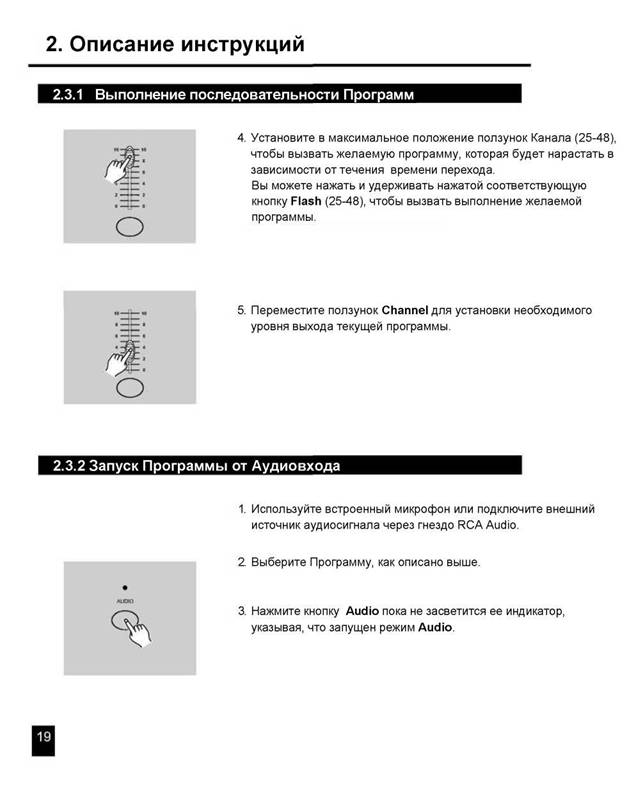 2. Описание инструкций
2.3.1 Выполнение последовательности Программ
4. Установите в максимальное положение ползунок Канала (25-48),
чтобы вызвать желаемую программу, которая будет нарастать в
зависимости от течения времени перехода.
Вы можете нажать и удерживать нажатой соответствующую
кнопку Flash (25-48), чтобы вызвать выполнение желаемой
программы.
5. Переместите ползунок Channel для установки необходимого
уровня выхода текущей программы.
2.3.2 Запуск Программы от Аудиовхода
1. Используйте встроенный микрофон или подключите внешний
источник аудиосигнала через гнездо RCA Audio.
2. Выберите Программу, как описано выше.
AUDIO
3. Нажмите кнопку Audio пока не засветится ее индикатор,
указывая, что запущен режим Audio.
19